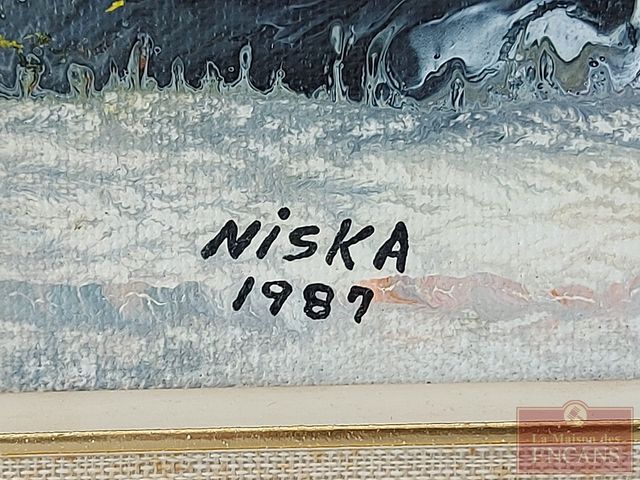 NiSKA
1987
La Maison des
ENCANS